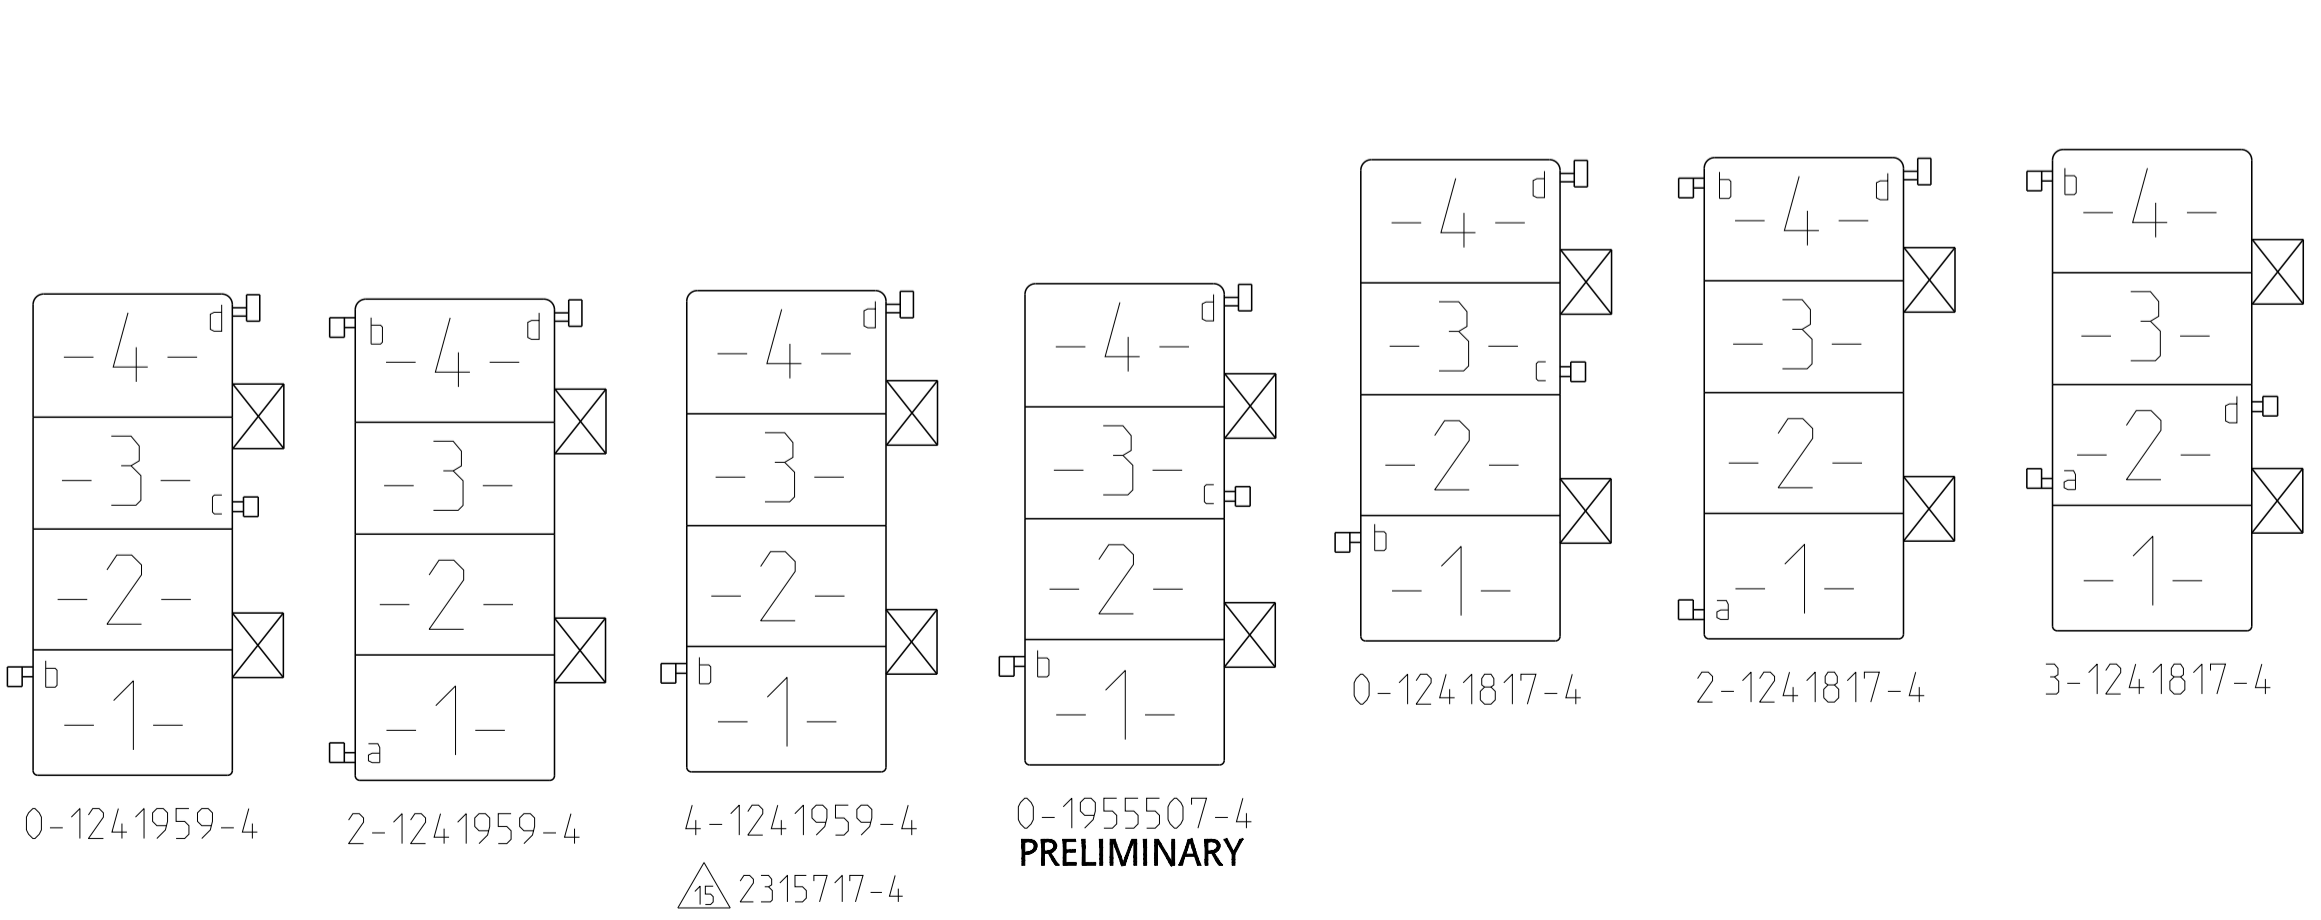 -4- d
-3- c
-2-
b -1-
0-1241959-4
b -4- d
-3-
-2-
a -1-
2-1241959-4
-4- d
-3-
-2-
b -1-
4-1241959-4
15 2315717-4
-4- d
-3- c
-2-
b -1-
0-1955507-4
PRELIMINARY
-4- d
-3- c
-2-
b -1-
0-1241817-4
b -4- d
-3-
-2-
a -1-
2-1241817-4
b -4-
-3-
a -2- d
-1-
3-1241817-4